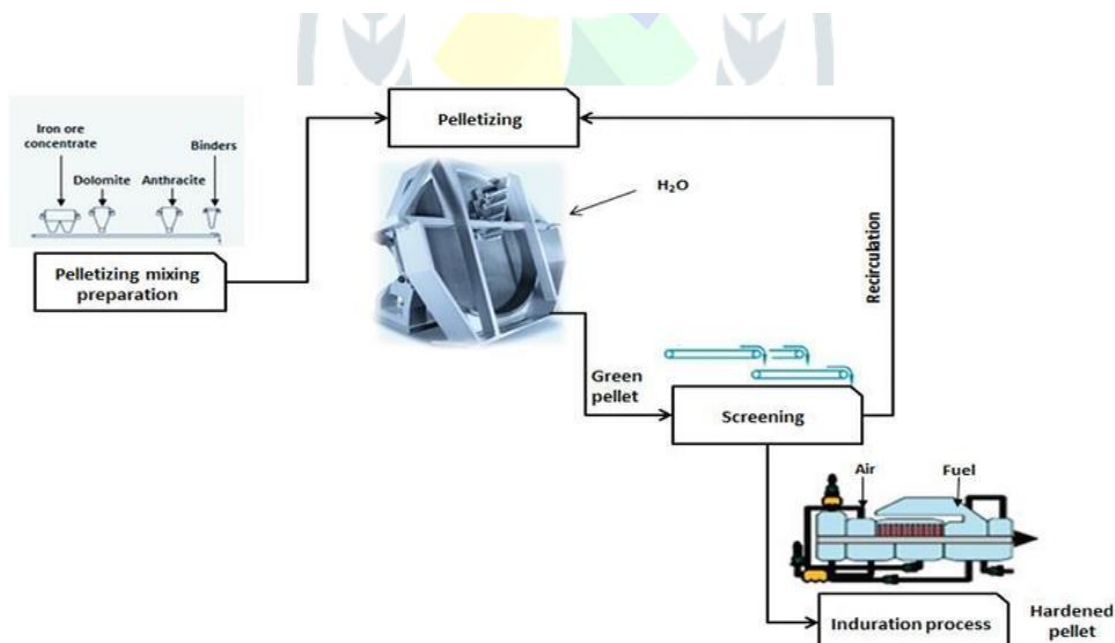 Pelletizing
Iron ore
concentrate
Binders
Dolomite
Anthracite
H₂O
Pelletizing mixing
preparation
Recirulation
Green
pellet
Screening
Air
Fuel
Induration process
Hardened
pellet